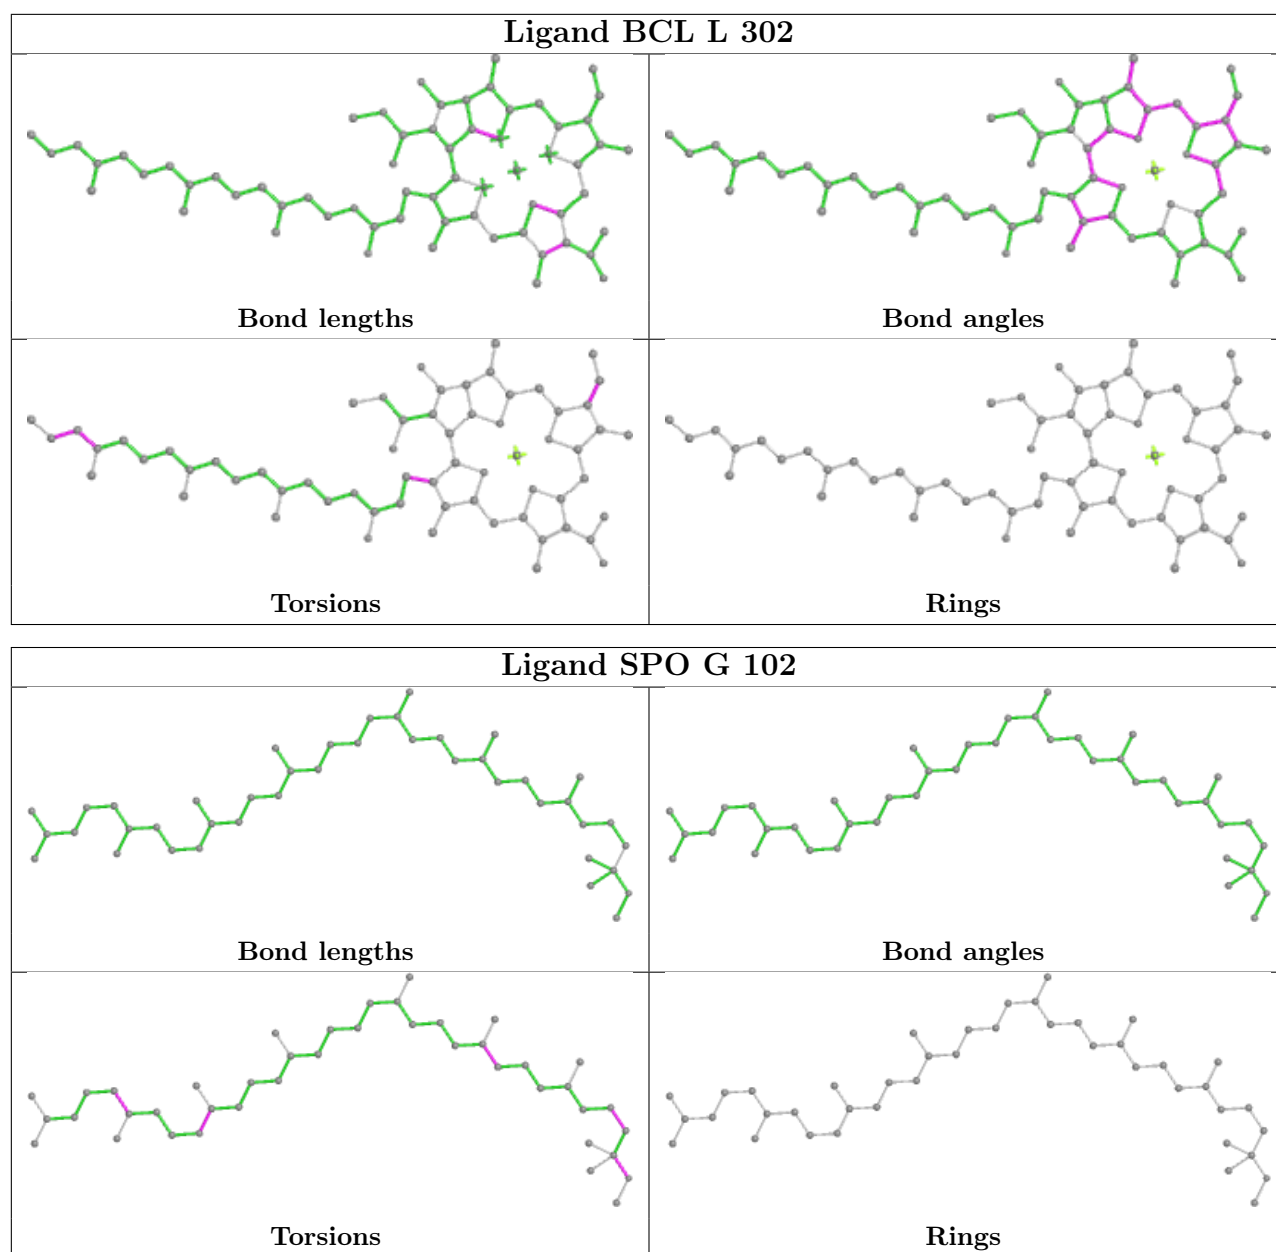 Ligand BCL L 302
Bond lengths
Bond angles
Torsions
Rings
Ligand SPO G 102
Bond lengths
Bond angles
Torsions
Rings